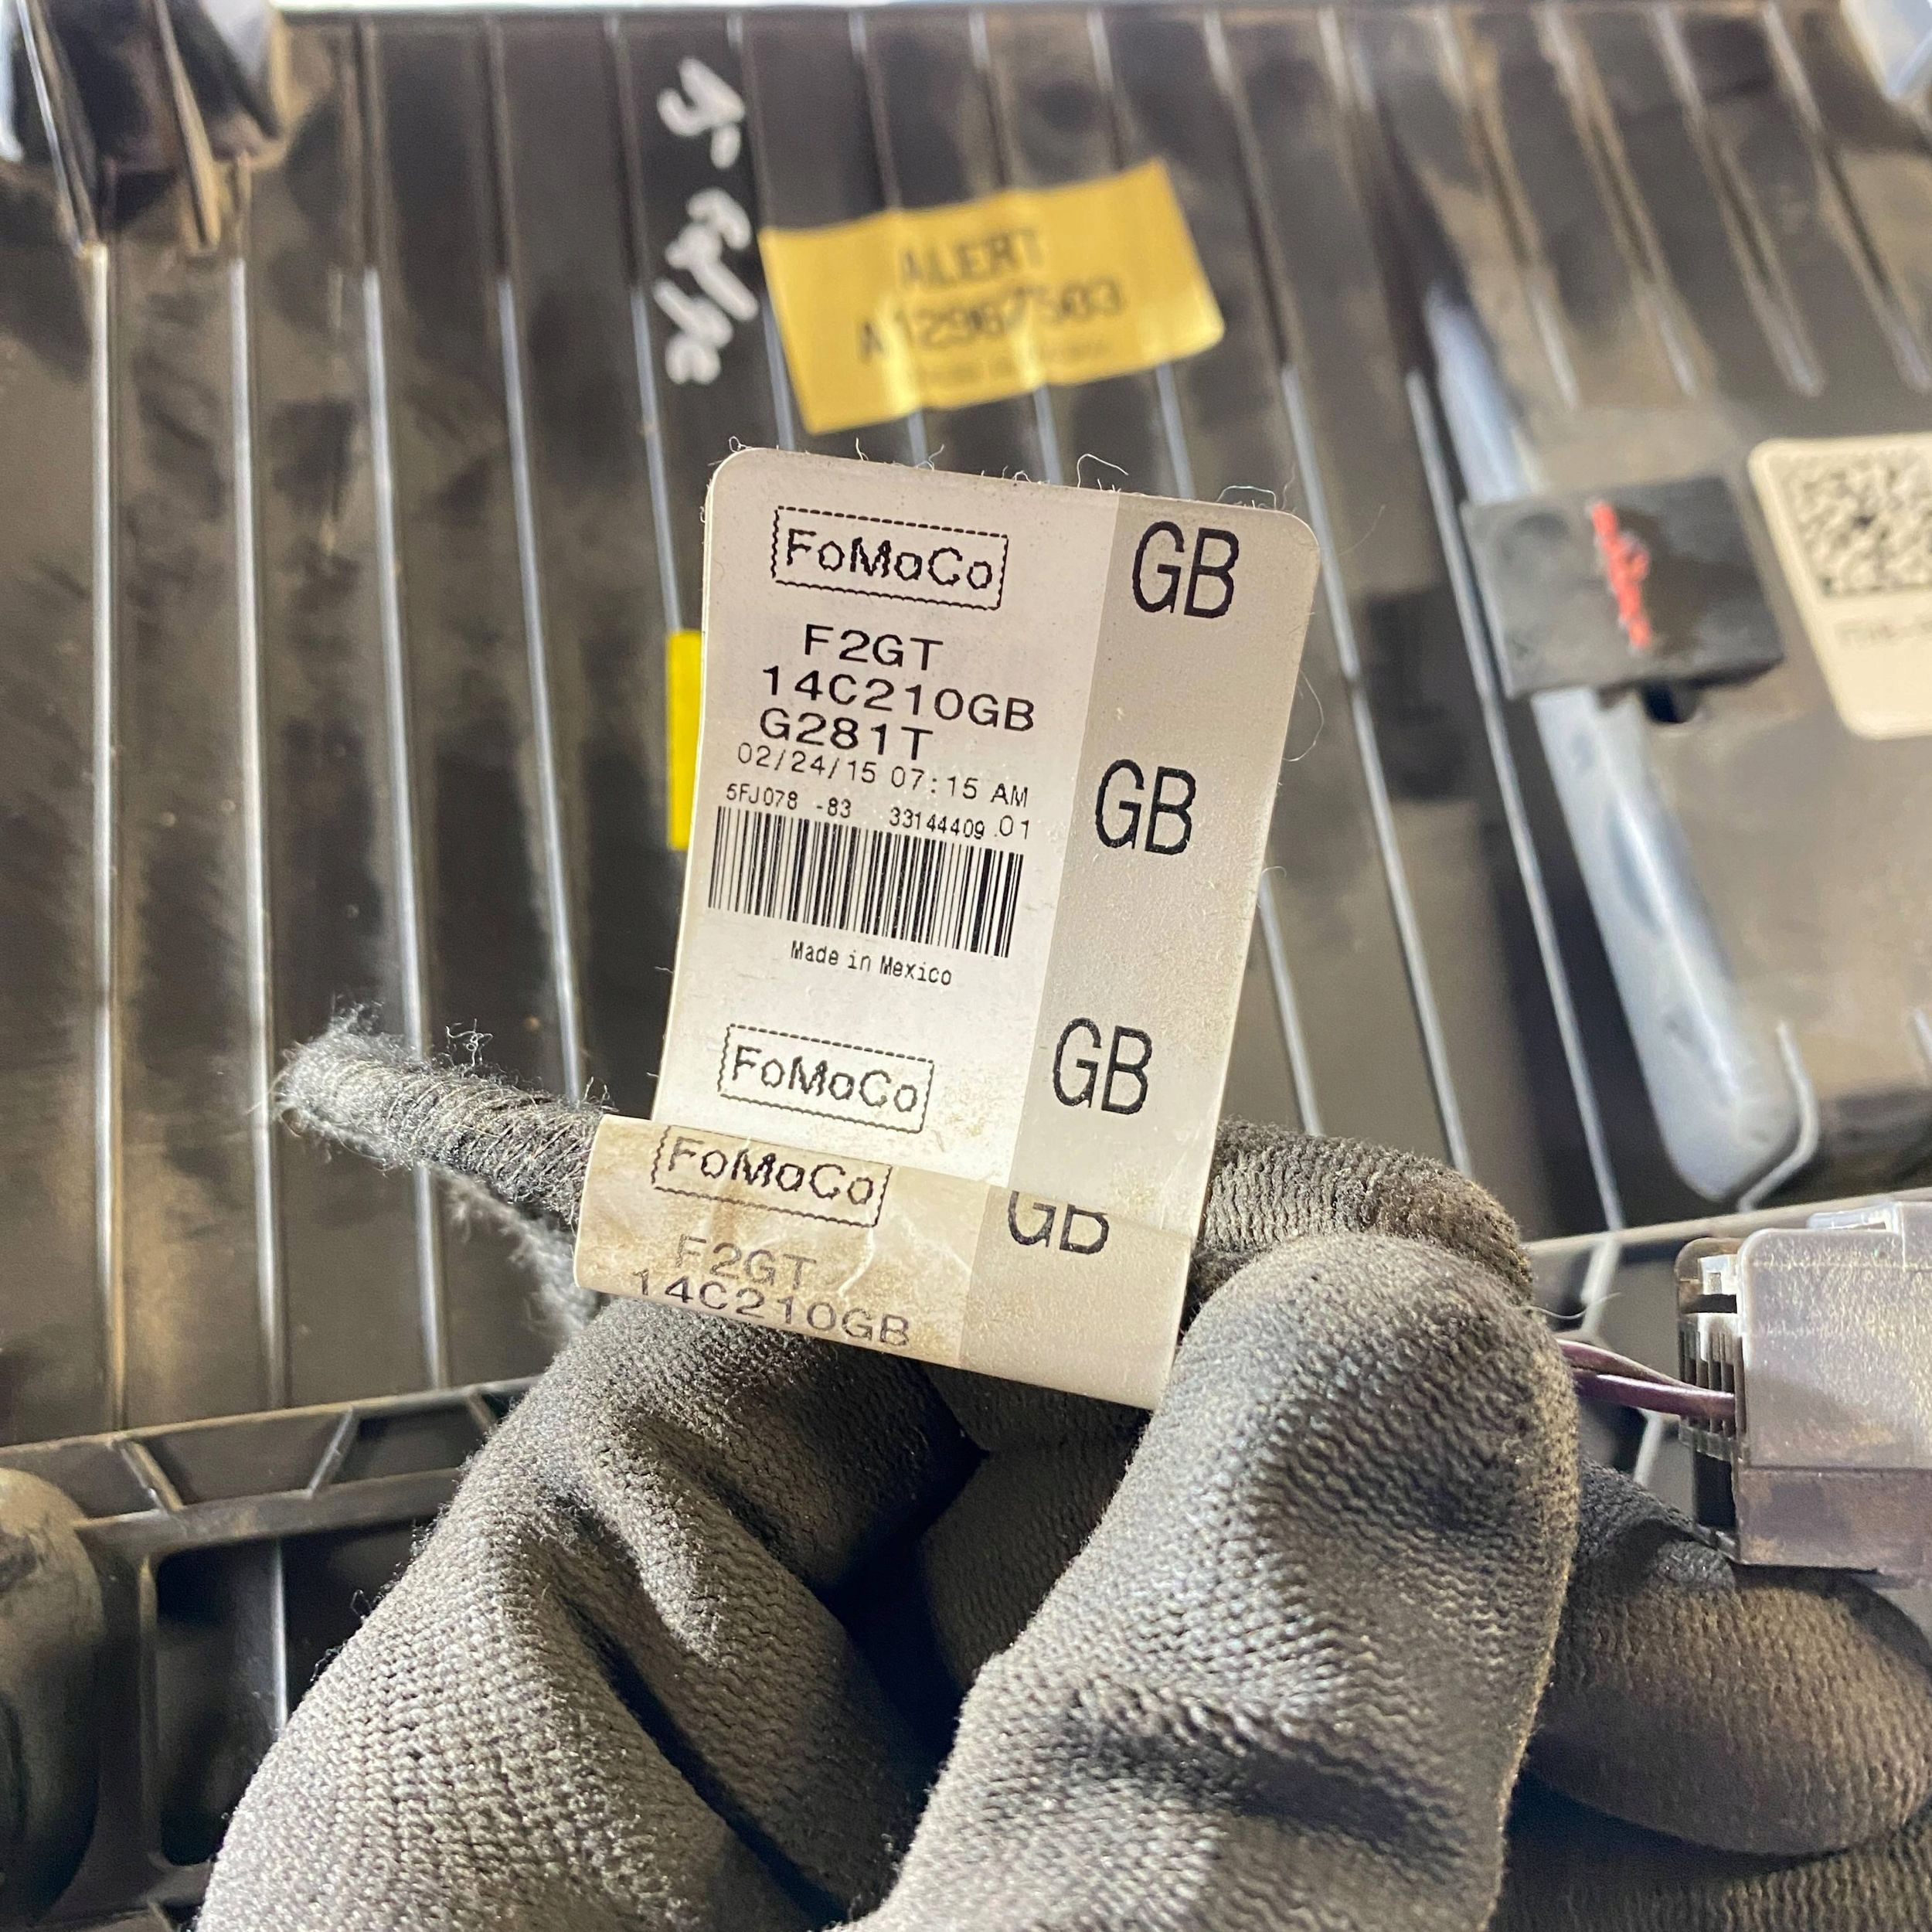 ALERT
FoMoCo
GB
F2GT
14C210GB
G281T
02/24/15 07:15 AM
5FJ078 -83 33144409 01
GB
Made in Mexico
FoMoCo
GB
FoMoCo
GB
F2GT
14C210GB